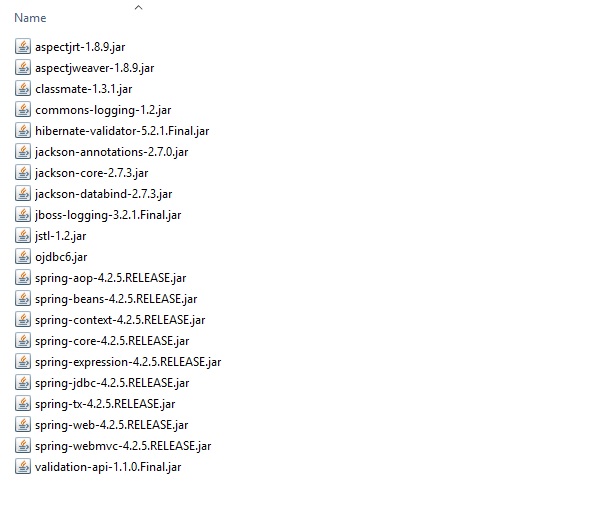 Name
aspectjrt-1.8.9.jar
aspectjweaver-1.8.9.jar
classmate-1.3.1.jar
commons-logging-1.2.jar
hibernate-validator-5.2.1.Final.jar
jackson-annotations-2.7.0.jar
jackson-core-2.7.3.jar
jackson-databind-2.7.3.jar
jboss-logging-3.2.1.Final.jar
jstl-1.2.jar
ojdbc6.jar
spring-aop-4.2.5.RELEASE.jar
spring-beans-4.2.5.RELEASE.jar
spring-context-4.2.5.RELEASE.jar
spring-core-4.2.5.RELEASE.jar
spring-expression-4.2.5.RELEASE.jar
spring-jdbc-4.2.5.RELEASE.jar
spring-tx-4.2.5.RELEASE.jar
spring-web-4.2.5.RELEASE.jar
spring-webmvc-4.2.5.RELEASE.jar
validation-api-1.1.0.Final.jar